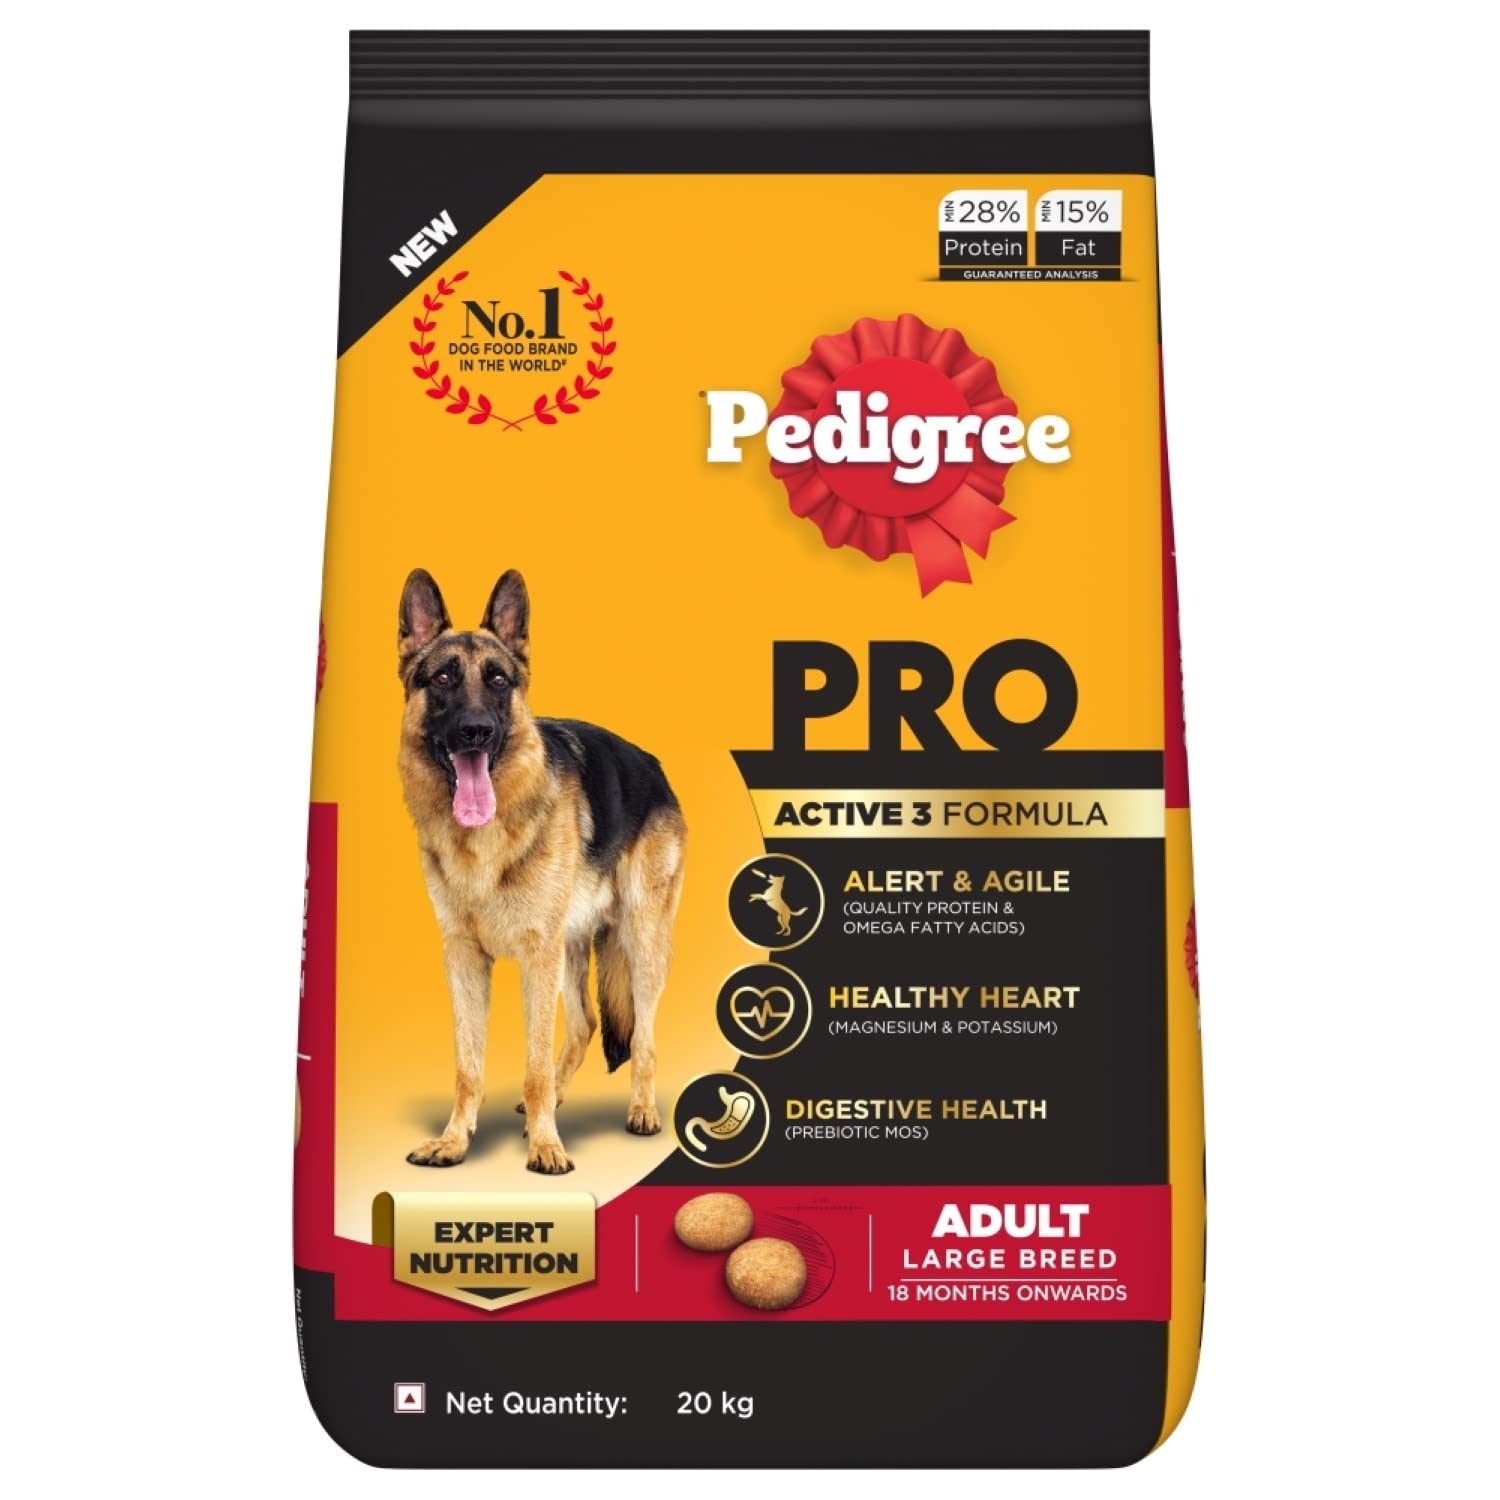 NEW
No.1
DOG FOOD BRAND
IN THE WORLD#
MIN 28% Protein
MIN 15% Fat
GUARANTEED ANALYSIS
Pedigree
PRO
ACTIVE 3 FORMULA
ALERT & AGILE
(QUALITY PROTEIN &
OMEGA FATTY ACIDS)
HEALTHY HEART
(MAGNESIUM & POTASSIUM)
DIGESTIVE HEALTH
(PREBIOTIC MOS)
EXPERT
NUTRITION
ADULT
LARGE BREED
18 MONTHS ONWARDS
Net Quantity: 20 kg